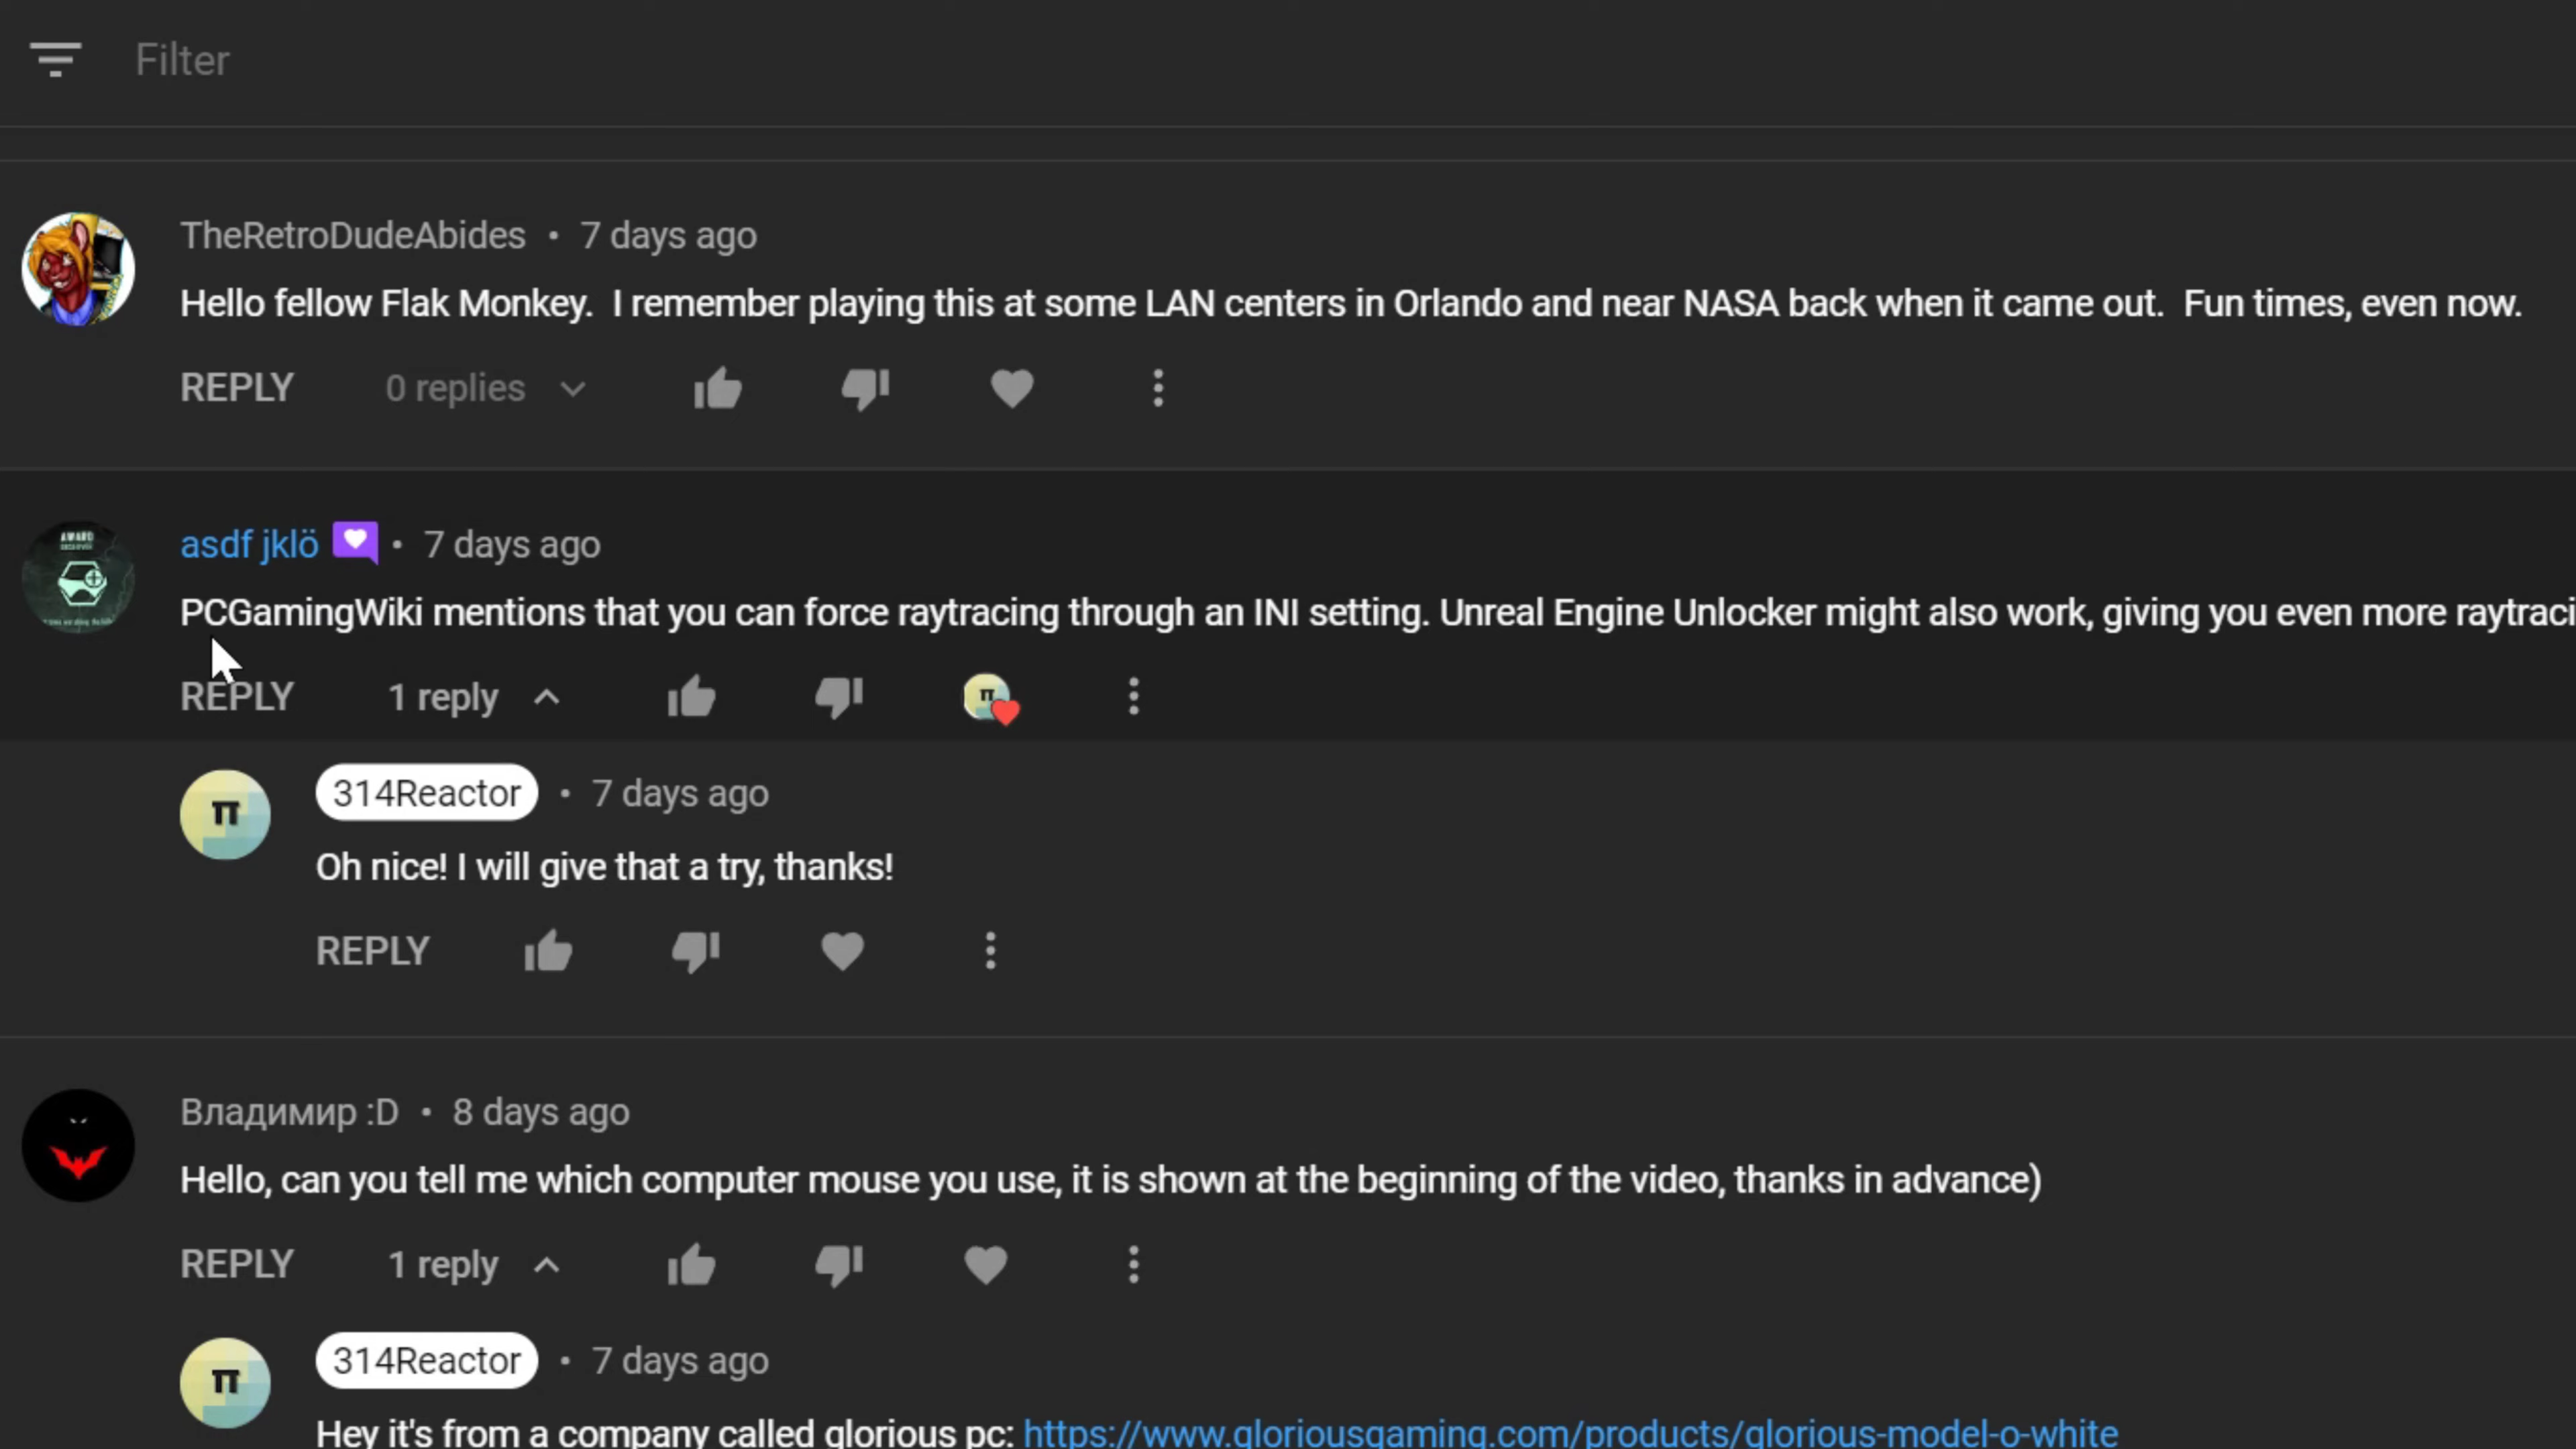 Filter
TheRetroDudeAbides • 7 days ago
Hello fellow Flak Monkey.  I remember playing this at some LAN centers in Orlando and near NASA back when it came out.  Fun times, even now.
REPLY 0 replies
AWARD
asdf jklö • 7 days ago
PCGamingWiki mentions that you can force raytracing through an INI setting. Unreal Engine Unlocker might also work, giving you even more raytraci
REPLY 1 reply
π
π
314Reactor • 7 days ago
Oh nice! I will give that a try, thanks!
REPLY
Владимир :D • 8 days ago
Hello, can you tell me which computer mouse you use, it is shown at the beginning of the video, thanks in advance)
REPLY 1 reply
π
314Reactor • 7 days ago
Hey it's from a company called glorious pc: https://www.gloriousgaming.com/products/glorious-model-o-white